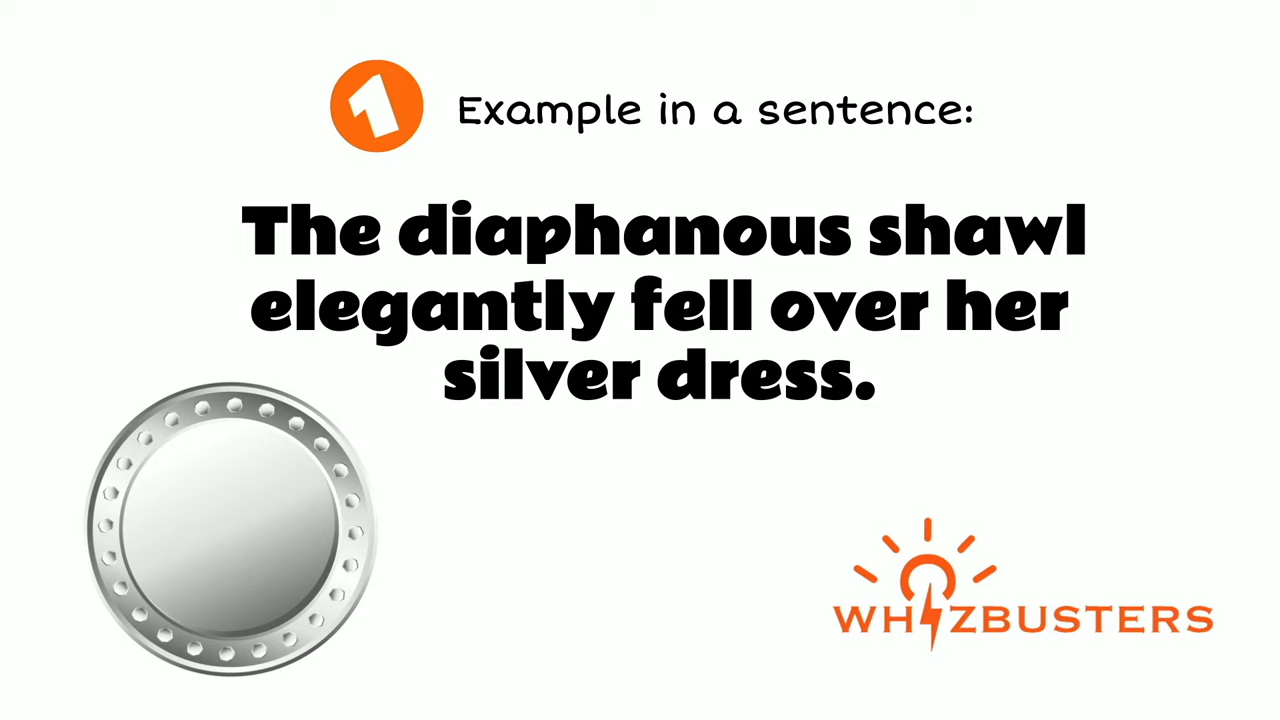 1 Example in a sentence:
The diaphanous shawl
elegantly fell over her
silver dress.
WHIZBUSTERS